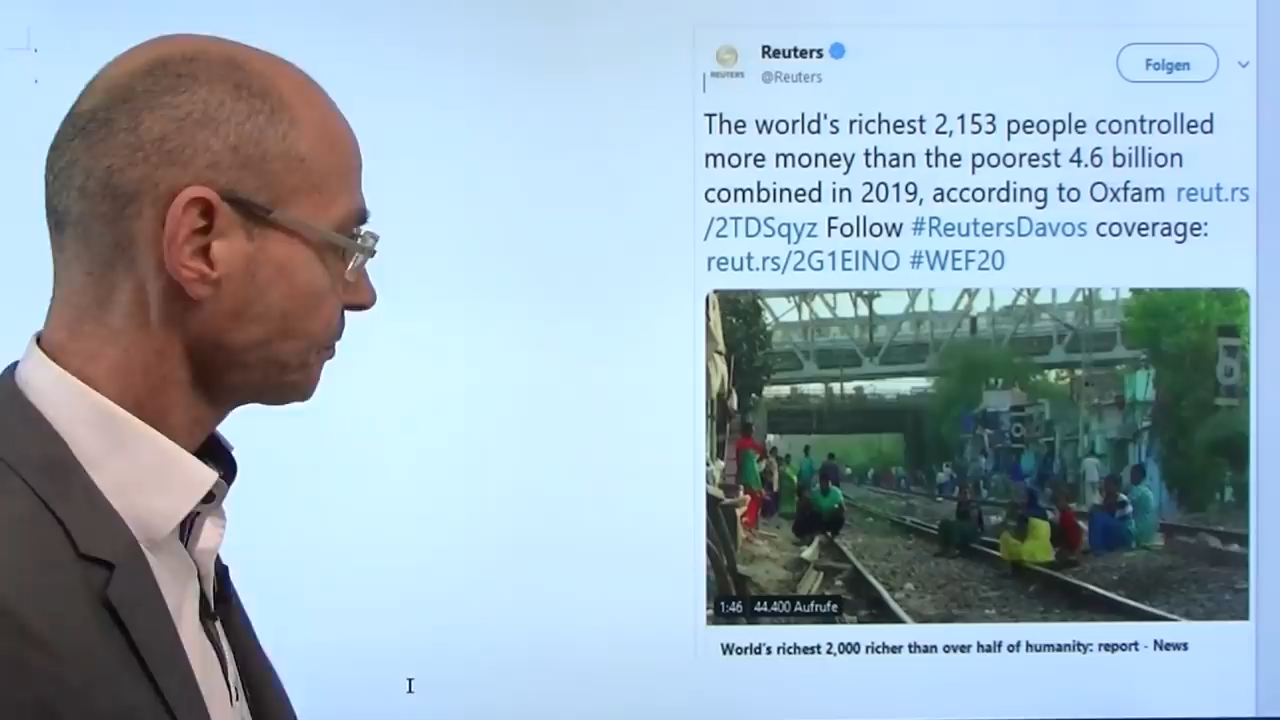 Reuters
REUTERS
@Reuters
Folgen
The world's richest 2,153 people controlled
more money than the poorest 4.6 billion
combined in 2019, according to Oxfam reut.rs
/2TDSqyz Follow #ReutersDavos coverage:
reut.rs/2G1EINO #WEF20
1:46 44.400 Aufrufe
World's richest 2,000 richer than over half of humanity: report - News